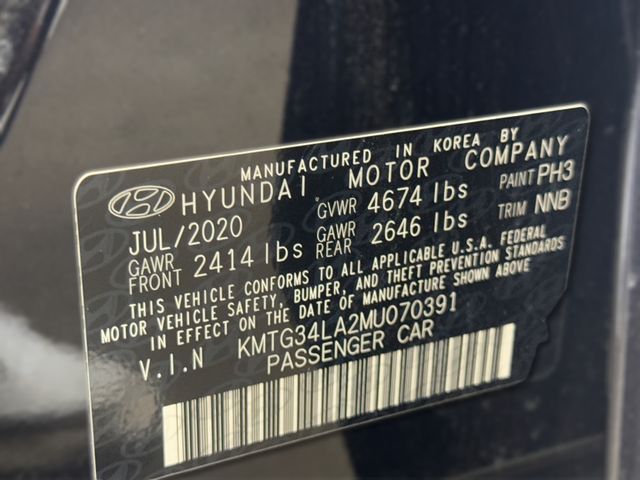 MANUFACTURED IN KOREA BY
HYUNDAI MOTOR COMPANY
JUL/2020 GVWR 4674 lbs PAINT PH3
GAWR FRONT 2414 lbs GAWR REAR 2646 lbs TRIM NNB
THIS VEHICLE CONFORMS TO ALL APPLICABLE U.S.A. FEDERAL
MOTOR VEHICLE SAFETY, BUMPER, AND THEFT PREVENTION STANDARDS
IN EFFECT ON THE DATE OF MANUFACTURE SHOWN ABOVE
V.I.N KMTG34LA2MU070391
PASSENGER CAR